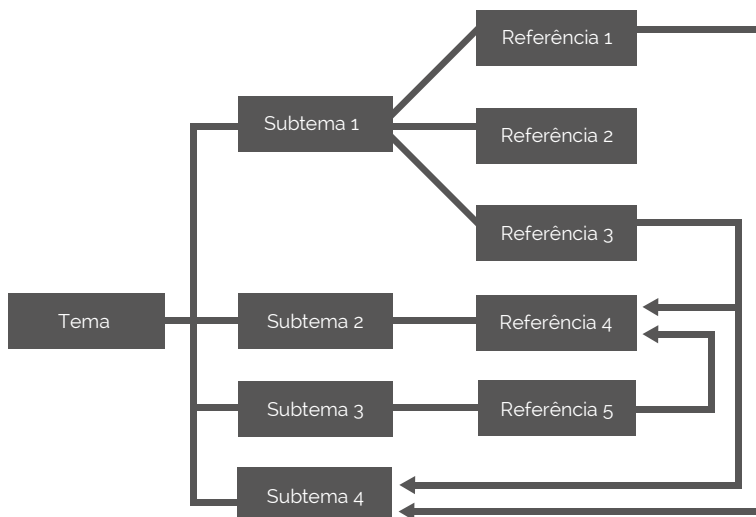 Referência 1
Subtema 1
Referência 2
Referência 3
Tema
Subtema 2
Referência 4
Subtema 3
Referência 5
Subtema 4